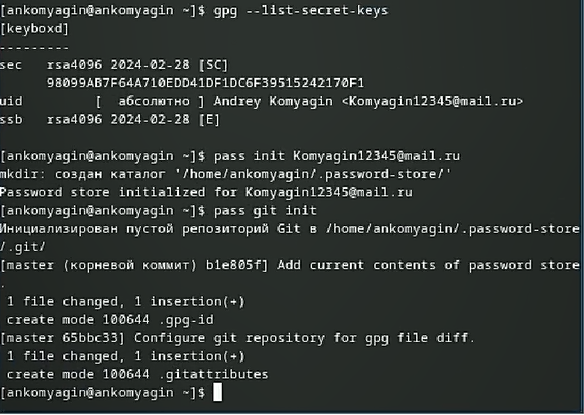 [ankomyagin@ankomyagin ~]$ gpg --list-secret-keys
[keyboxd]
---------
sec   rsa4096 2024-02-28 [SC]
      98099AB7F64A710EDD41DF1DC6F39515242170F1
uid           [  абсолютно ] Andrey Komyagin <Komyagin12345@mail.ru>
ssb   rsa4096 2024-02-28 [E]
[ankomyagin@ankomyagin ~]$ pass init Komyagin12345@mail.ru
mkdir: создан каталог '/home/ankomyagin/.password-store/'
Password store initialized for Komyagin12345@mail.ru
[ankomyagin@ankomyagin ~]$ pass git init
Инициализирован пустой репозиторий Git в /home/ankomyagin/.password-store
/.git/
[master (корневой коммит) b1e805f] Add current contents of password store
.
 1 file changed, 1 insertion(+)
 create mode 100644 .gpg-id
[master 65bbc33] Configure git repository for gpg file diff.
 1 file changed, 1 insertion(+)
 create mode 100644 .gitattributes
[ankomyagin@ankomyagin ~]$